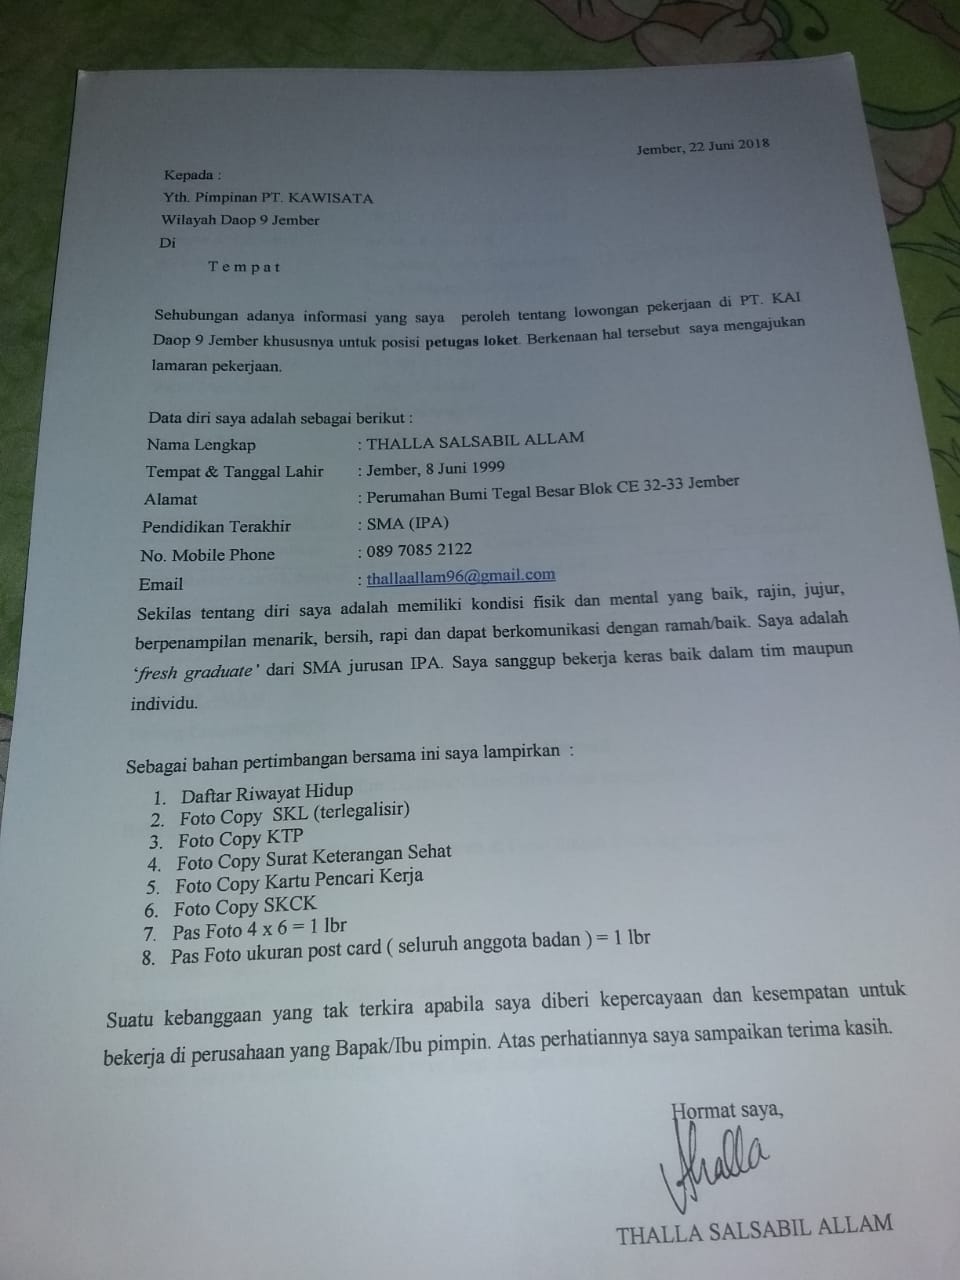 Jember, 22 Juni 2018
Kepada :
Yth. Pimpinan PT. KAWISATA
Wilayah Daop 9 Jember
Di
T e m p a t
Sehubungan adanya informasi yang saya peroleh tentang lowongan pekerjaan di PT. KAI
Daop 9 Jember khususnya untuk posisi petugas loket. Berkenaan hal tersebut saya mengajukan
lamaran pekerjaan.
Data diri saya adalah sebagai berikut :
Nama Lengkap : THALLA SALSABIL ALLAM
Tempat & Tanggal Lahir : Jember, 8 Juni 1999
Alamat : Perumahan Bumi Tegal Besar Blok CE 32-33 Jember
Pendidikan Terakhir : SMA (IPA)
No. Mobile Phone : 089 7085 2122
Email : thallaallam96@gmail.com
Sekilas tentang diri saya adalah memiliki kondisi fisik dan mental yang baik, rajin, jujur,
berpenampilan menarik, bersih, rapi dan dapat berkomunikasi dengan ramah/baik. Saya adalah
‘fresh graduate’ dari SMA jurusan IPA. Saya sanggup bekerja keras baik dalam tim maupun
individu.
Sebagai bahan pertimbangan bersama ini saya lampirkan :
1. Daftar Riwayat Hidup
2. Foto Copy SKL (terlegalisir)
3. Foto Copy KTP
4. Foto Copy Surat Keterangan Sehat
5. Foto Copy Kartu Pencari Kerja
6. Foto Copy SKCK
7. Pas Foto 4 x 6 = 1 lbr
8. Pas Foto ukuran post card ( seluruh anggota badan ) = 1 lbr
Suatu kebanggaan yang tak terkira apabila saya diberi kepercayaan dan kesempatan untuk
bekerja di perusahaan yang Bapak/Ibu pimpin. Atas perhatiannya saya sampaikan terima kasih.
Hormat saya,
Thalla
THALLA SALSABIL ALLAM